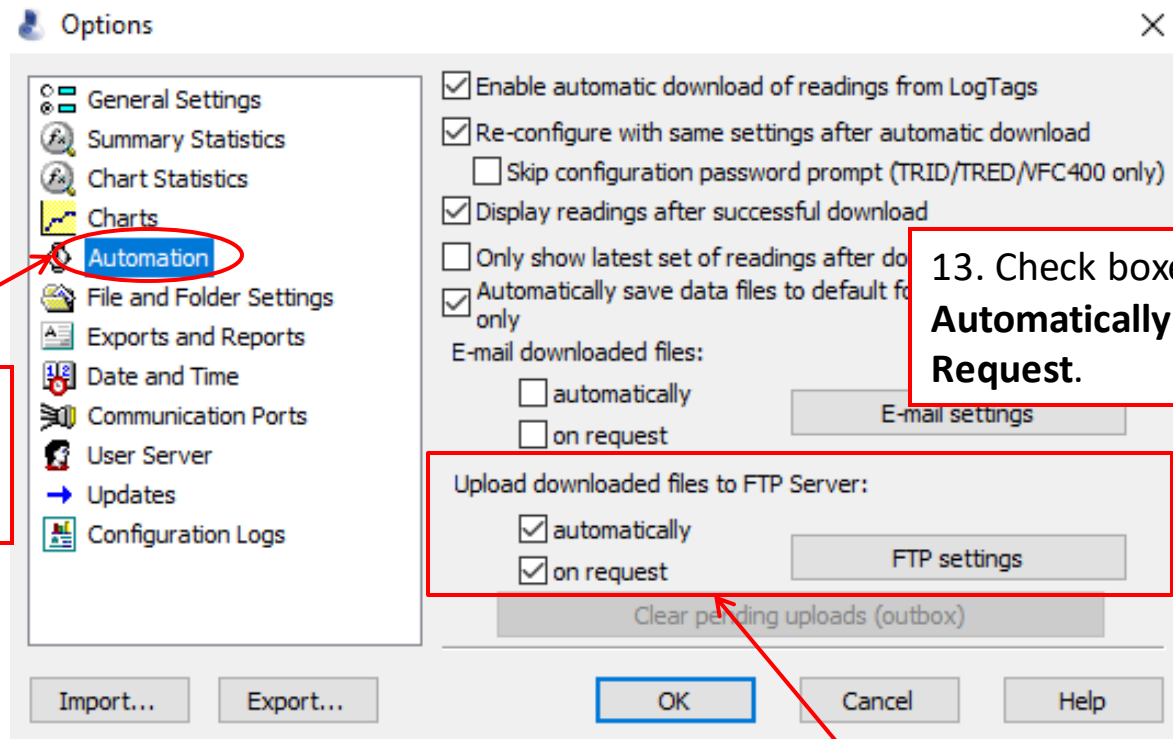 Options
General Settings
Summary Statistics
Chart Statistics
Charts
Automation
File and Folder Settings
Exports and Reports
Date and Time
Communication Ports
User Server
Updates
Configuration Logs
Enable automatic download of readings from LogTags
Re-configure with same settings after automatic download
Skip configuration password prompt (TRID/TRED/VFC400 only)
Display readings after successful download
Only show latest set of readings after
Automatically save data files to default
only
E-mail downloaded files:
automatically
on request
E-mail settings
13. Check
Automatically
Request.
Upload downloaded files to FTP Server:
automatically
on request
FTP settings
Clear pending uploads (outbox)
Import...
Export...
OK
Cancel
Help